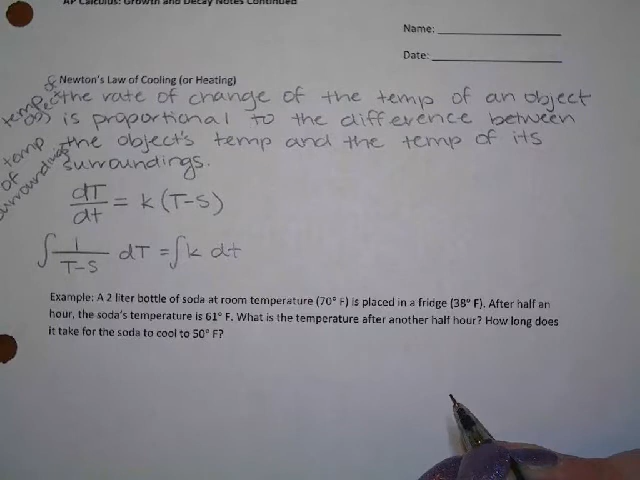 AP Calculus: Growth and Decay Notes Continued
Name:
Date:
Newton's Law of Cooling (or Heating)
the rate of change of the temp of an object
is proportional to the difference between
the object's temp and the temp of its
surroundings.
temp of
object
temp
of
surroundings
dT/dt = k(T-S)
∫ 1/(T-S) dT = ∫ k dt
Example: A 2 liter bottle of soda at room temperature (70° F) is placed in a fridge (38° F). After half an
hour, the soda's temperature is 61° F. What is the temperature after another half hour? How long does
it take for the soda to cool to 50° F?